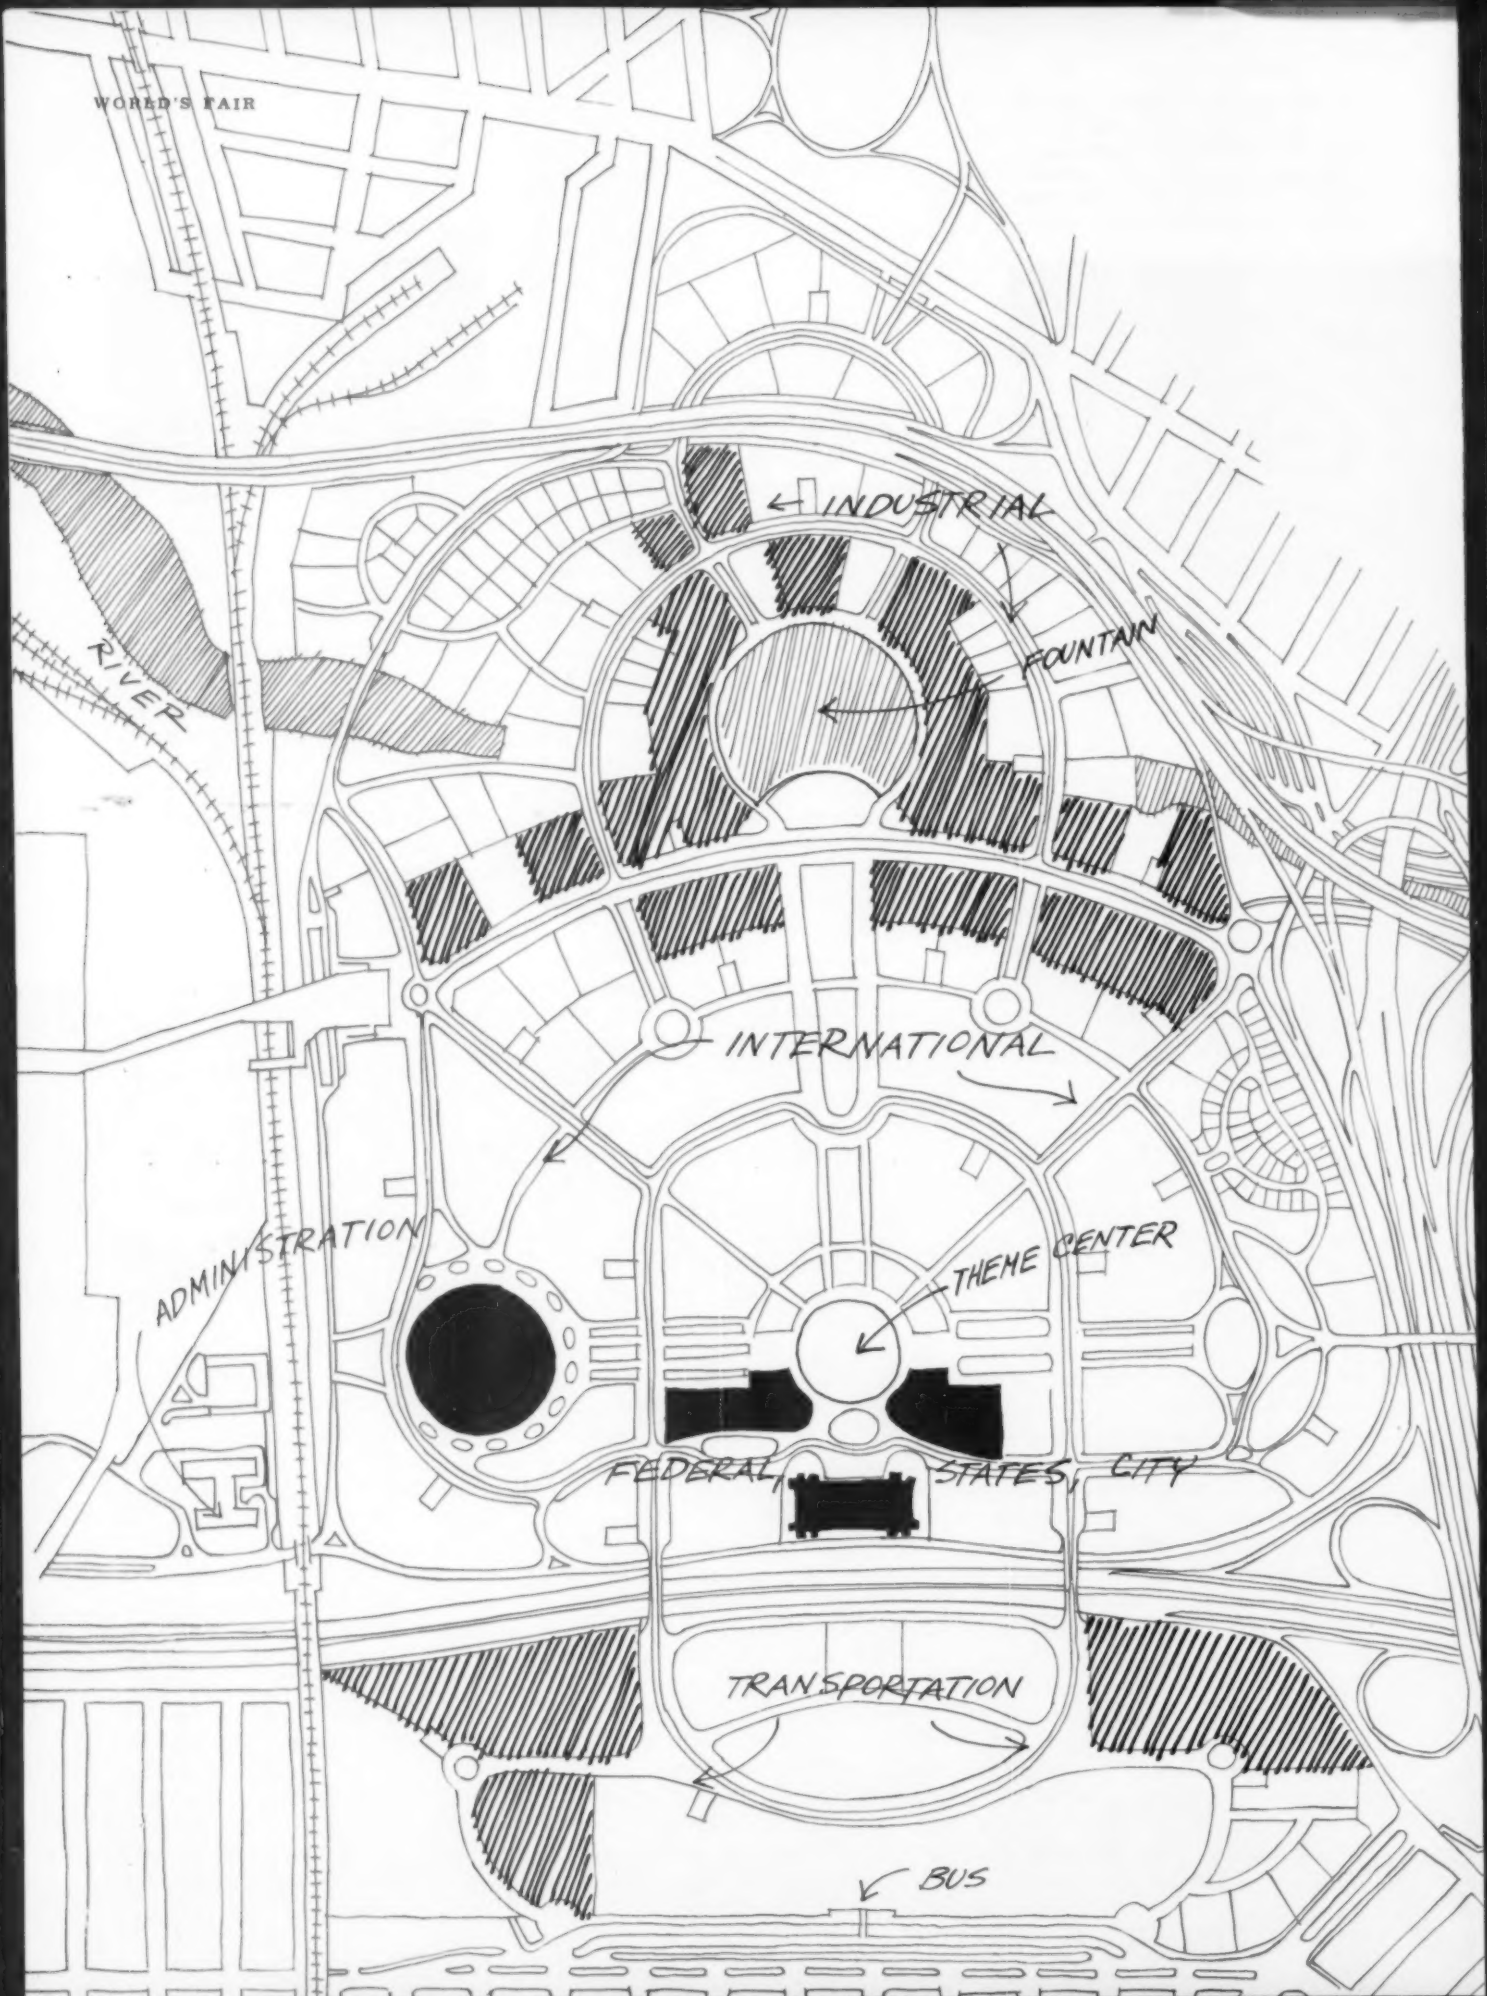 WORLD'S FAIR
← INDUSTRIAL
FOUNTAIN
RIVER
INTERNATIONAL
ADMINISTRATION
THEME CENTER
FEDERAL, STATES, CITY
TRANSPORTATION
BUS